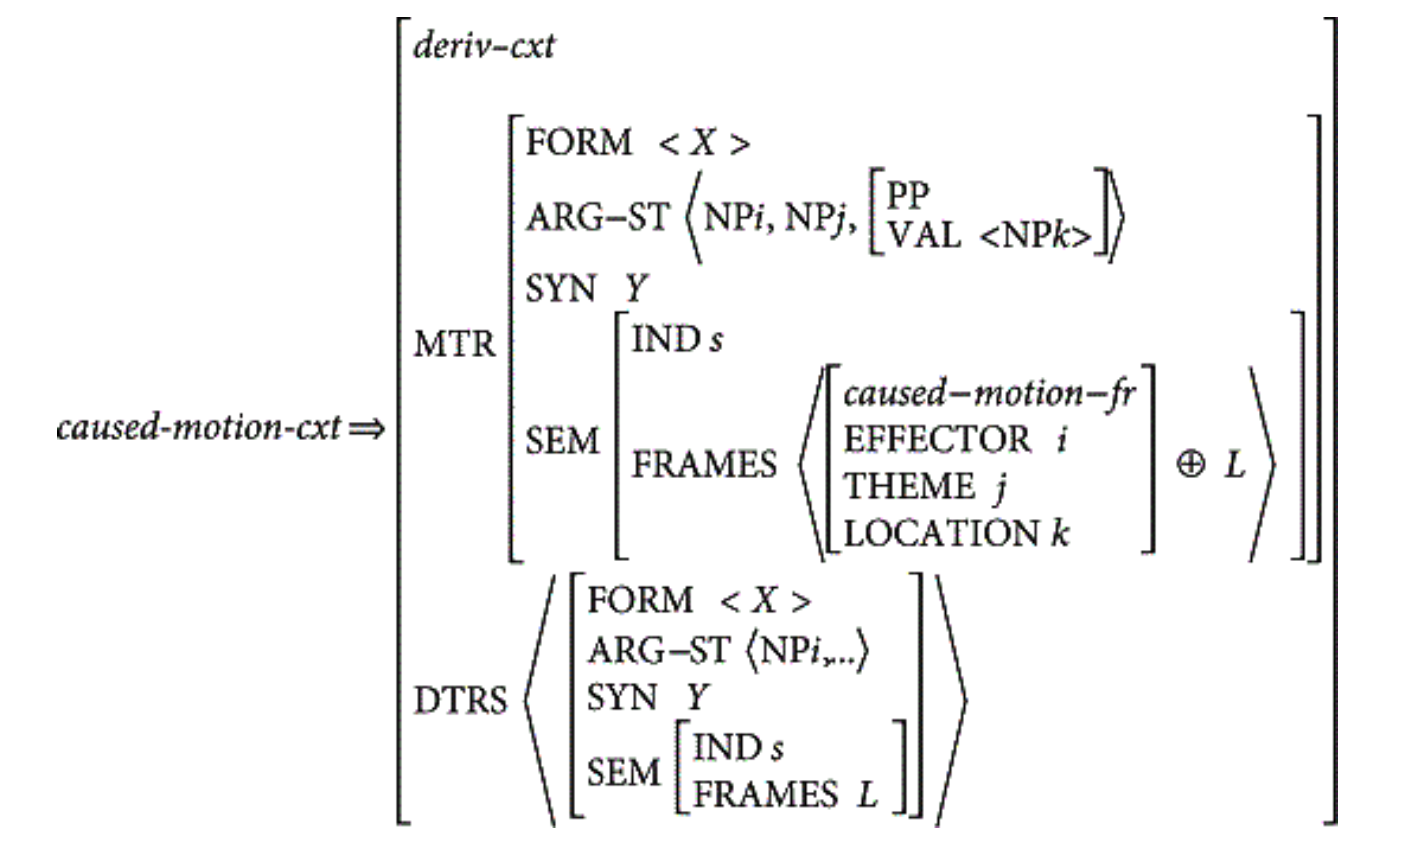 deriv–cxt
FORM < X >
ARG–ST ⟨NPi, NPj, [PP
VAL <NPk>]⟩
SYN Y
MTR
IND s
caused-motion-cxt ⇒
SEM
FRAMES
caused–motion–fr
EFFECTOR i
THEME j
LOCATION k
⊕ L
DTRS
FORM < X >
ARG–ST ⟨NPi,...⟩
SYN Y
SEM
IND s
FRAMES L